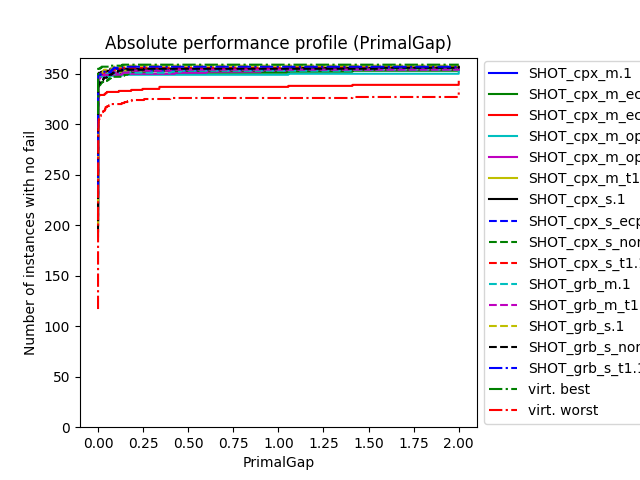 Absolute performance profile (PrimalGap)
Number of instances with no fail
350
300
250
200
150
100
50
0
0.00 0.25 0.50 0.75 1.00 1.25 1.50 1.75 2.00
PrimalGap
SHOT_cpx_m.1
SHOT_cpx_m_ec
SHOT_cpx_m_ec
SHOT_cpx_m_op
SHOT_cpx_m_op
SHOT_cpx_m_t1
SHOT_cpx_s.1
SHOT_cpx_s_ecp
SHOT_cpx_s_nor
SHOT_cpx_s_t1.
SHOT_grb_m.1
SHOT_grb_m_t1
SHOT_grb_s.1
SHOT_grb_s_nor
SHOT_grb_s_t1.1
virt. best
virt. worst